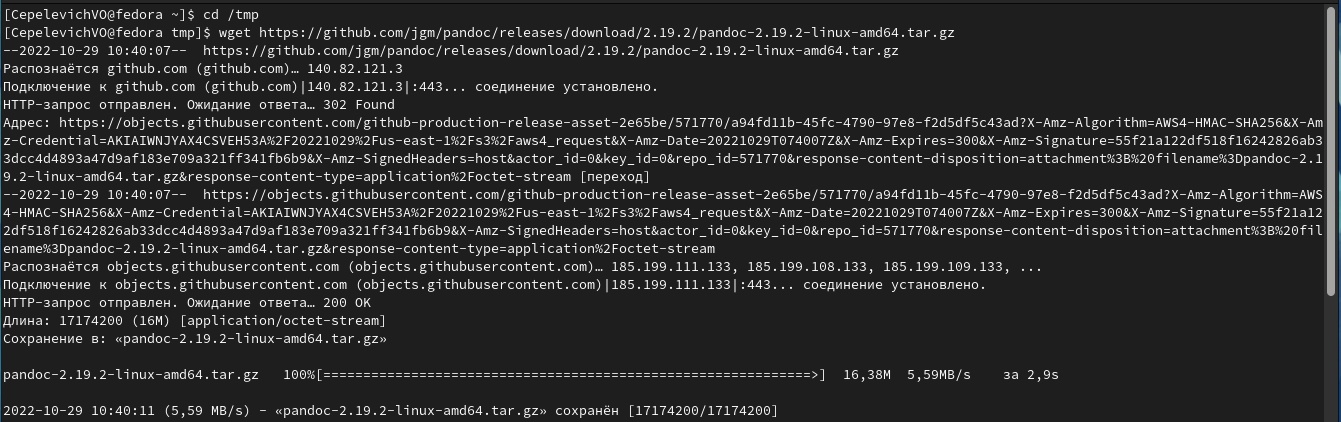 [CepelevichVO@fedora ~]$ cd /tmp
[CepelevichVO@fedora tmp]$ wget https://github.com/jgm/pandoc/releases/download/2.19.2/pandoc-2.19.2-linux-amd64.tar.gz
--2022-10-29 10:40:07--  https://github.com/jgm/pandoc/releases/download/2.19.2/pandoc-2.19.2-linux-amd64.tar.gz
Распознаётся github.com (github.com)… 140.82.121.3
Подключение к github.com (github.com)|140.82.121.3|:443... соединение установлено.
HTTP-запрос отправлен. Ожидание ответа… 302 Found
Адрес: https://objects.githubusercontent.com/github-production-release-asset-2e65be/571770/a94fd11b-45fc-4790-97e8-f2d5df5c43ad?X-Amz-Algorithm=AWS4-HMAC-SHA256&X-Am
z-Credential=AKIAIWNJYAX4CSVEH53A%2F20221029%2Fus-east-1%2Fs3%2Faws4_request&X-Amz-Date=20221029T074007Z&X-Amz-Expires=300&X-Amz-Signature=55f21a122df518f16242826ab3
3dcc4d4893a47d9af183e709a321ff341fb6b9&X-Amz-SignedHeaders=host&actor_id=0&key_id=0&repo_id=571770&response-content-disposition=attachment%3B%20filename%3Dpandoc-2.1
9.2-linux-amd64.tar.gz&response-content-type=application%2Foctet-stream [переход]
--2022-10-29 10:40:07--  https://objects.githubusercontent.com/github-production-release-asset-2e65be/571770/a94fd11b-45fc-4790-97e8-f2d5df5c43ad?X-Amz-Algorithm=AWS
4-HMAC-SHA256&X-Amz-Credential=AKIAIWNJYAX4CSVEH53A%2F20221029%2Fus-east-1%2Fs3%2Faws4_request&X-Amz-Date=20221029T074007Z&X-Amz-Expires=300&X-Amz-Signature=55f21a12
2df518f16242826ab33dcc4d4893a47d9af183e709a321ff341fb6b9&X-Amz-SignedHeaders=host&actor_id=0&key_id=0&repo_id=571770&response-content-disposition=attachment%3B%20fil
ename%3Dpandoc-2.19.2-linux-amd64.tar.gz&response-content-type=application%2Foctet-stream
Распознаётся objects.githubusercontent.com (objects.githubusercontent.com)… 185.199.111.133, 185.199.108.133, 185.199.109.133, ...
Подключение к objects.githubusercontent.com (objects.githubusercontent.com)|185.199.111.133|:443... соединение установлено.
HTTP-запрос отправлен. Ожидание ответа… 200 OK
Длина: 17174200 (16M) [application/octet-stream]
Сохранение в: «pandoc-2.19.2-linux-amd64.tar.gz»
pandoc-2.19.2-linux-amd64.tar.gz   100%[=============================================================>]  16,38M  5,59MB/s    за 2,9s
2022-10-29 10:40:11 (5,59 MB/s) - «pandoc-2.19.2-linux-amd64.tar.gz» сохранён [17174200/17174200]